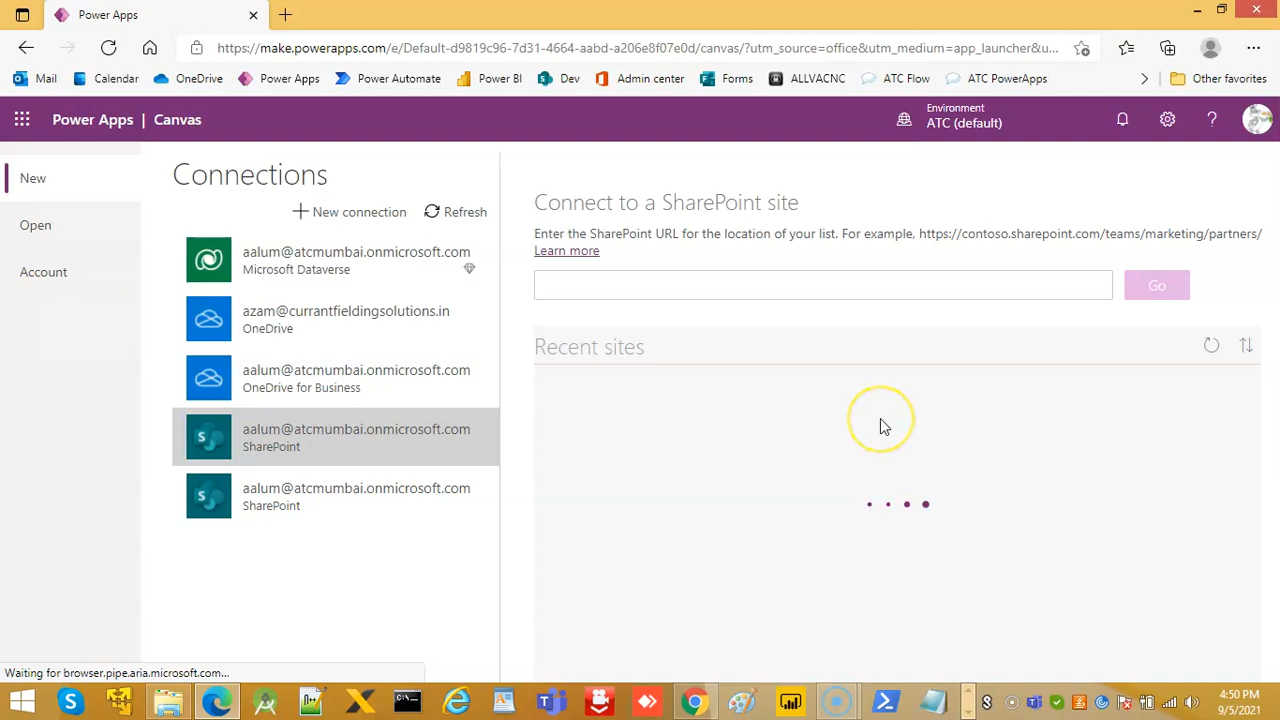 Power Apps
https://make.powerapps.com/e/Default-d9819c96-7d31-4664-aabd-a206e8f07e0d/canvas/?utm_source=office&utm_medium=app_launcher&u...
Mail Calendar OneDrive Power Apps Power Automate Power BI Dev Admin center Forms ALLVACNC ATC Flow ATC PowerApps Other favorites
Power Apps | Canvas
Environment
ATC (default)
New
Open
Account
Connections
New connection Refresh
aalum@atcmumbai.onmicrosoft.com
Microsoft Dataverse
azam@currantfieldingsolutions.in
OneDrive
aalum@atcmumbai.onmicrosoft.com
OneDrive for Business
aalum@atcmumbai.onmicrosoft.com
SharePoint
aalum@atcmumbai.onmicrosoft.com
SharePoint
Connect to a SharePoint site
Enter the SharePoint URL for the location of your list. For example, https://contoso.sharepoint.com/teams/marketing/partners/
Learn more
Go
Recent sites
Waiting for browser.pipe.aria.microsoft.com...
4:50 PM
9/5/2021